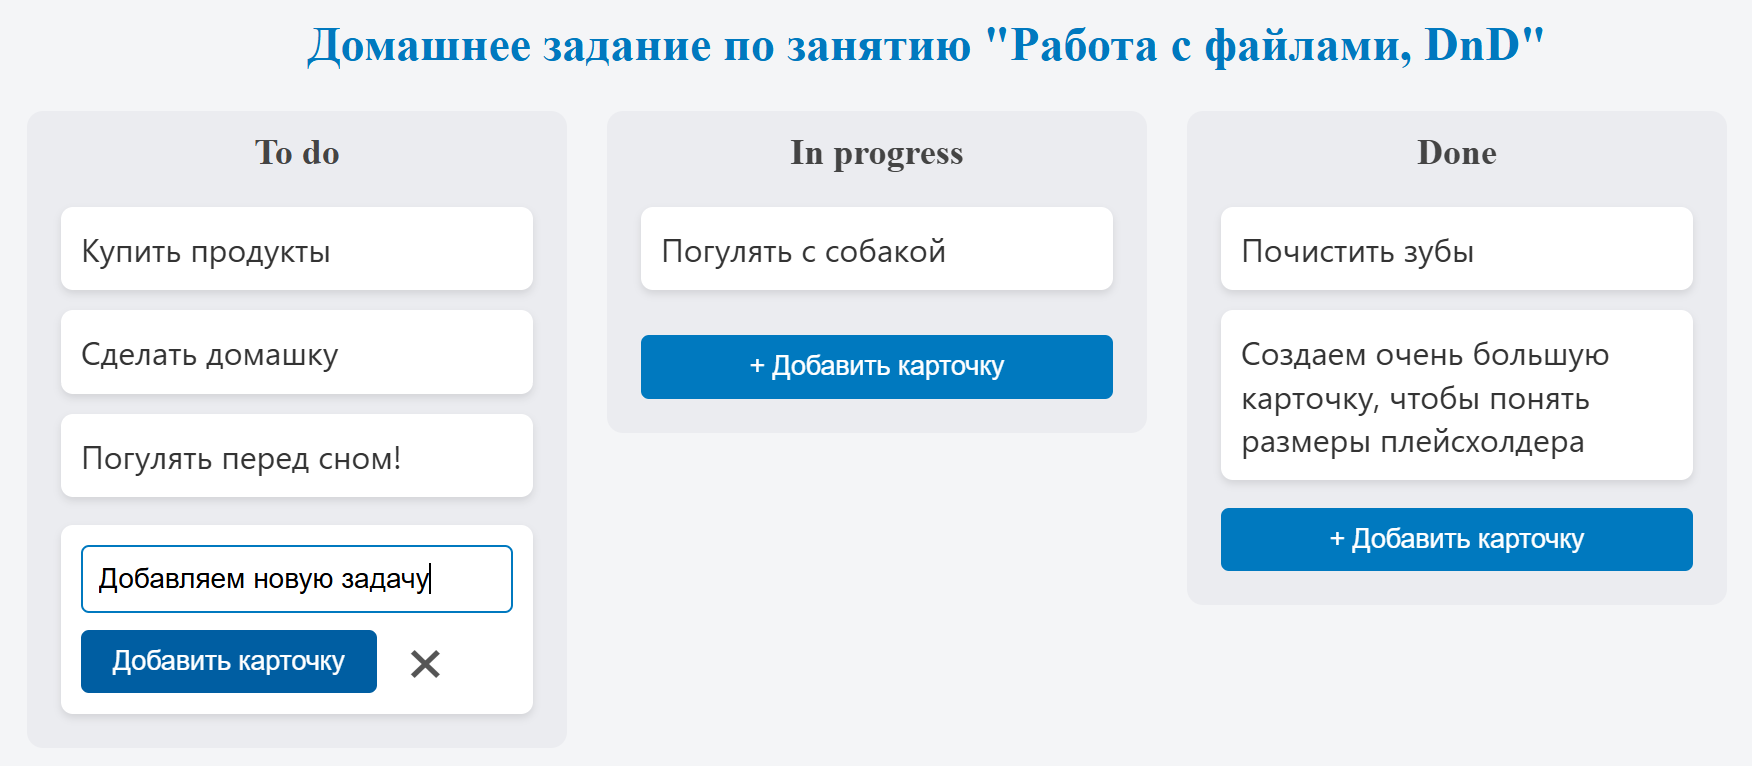 Домашнее задание по занятию "Работа с файлами, DnD"
To do
Купить продукты
Сделать домашку
Погулять перед сном!
Добавляем новую задачу
Добавить карточку
In progress
Погулять с собакой
+ Добавить карточку
Done
Почистить зубы
Создаем очень большую
карточку, чтобы понять
размеры плейсхолдера
+ Добавить карточку